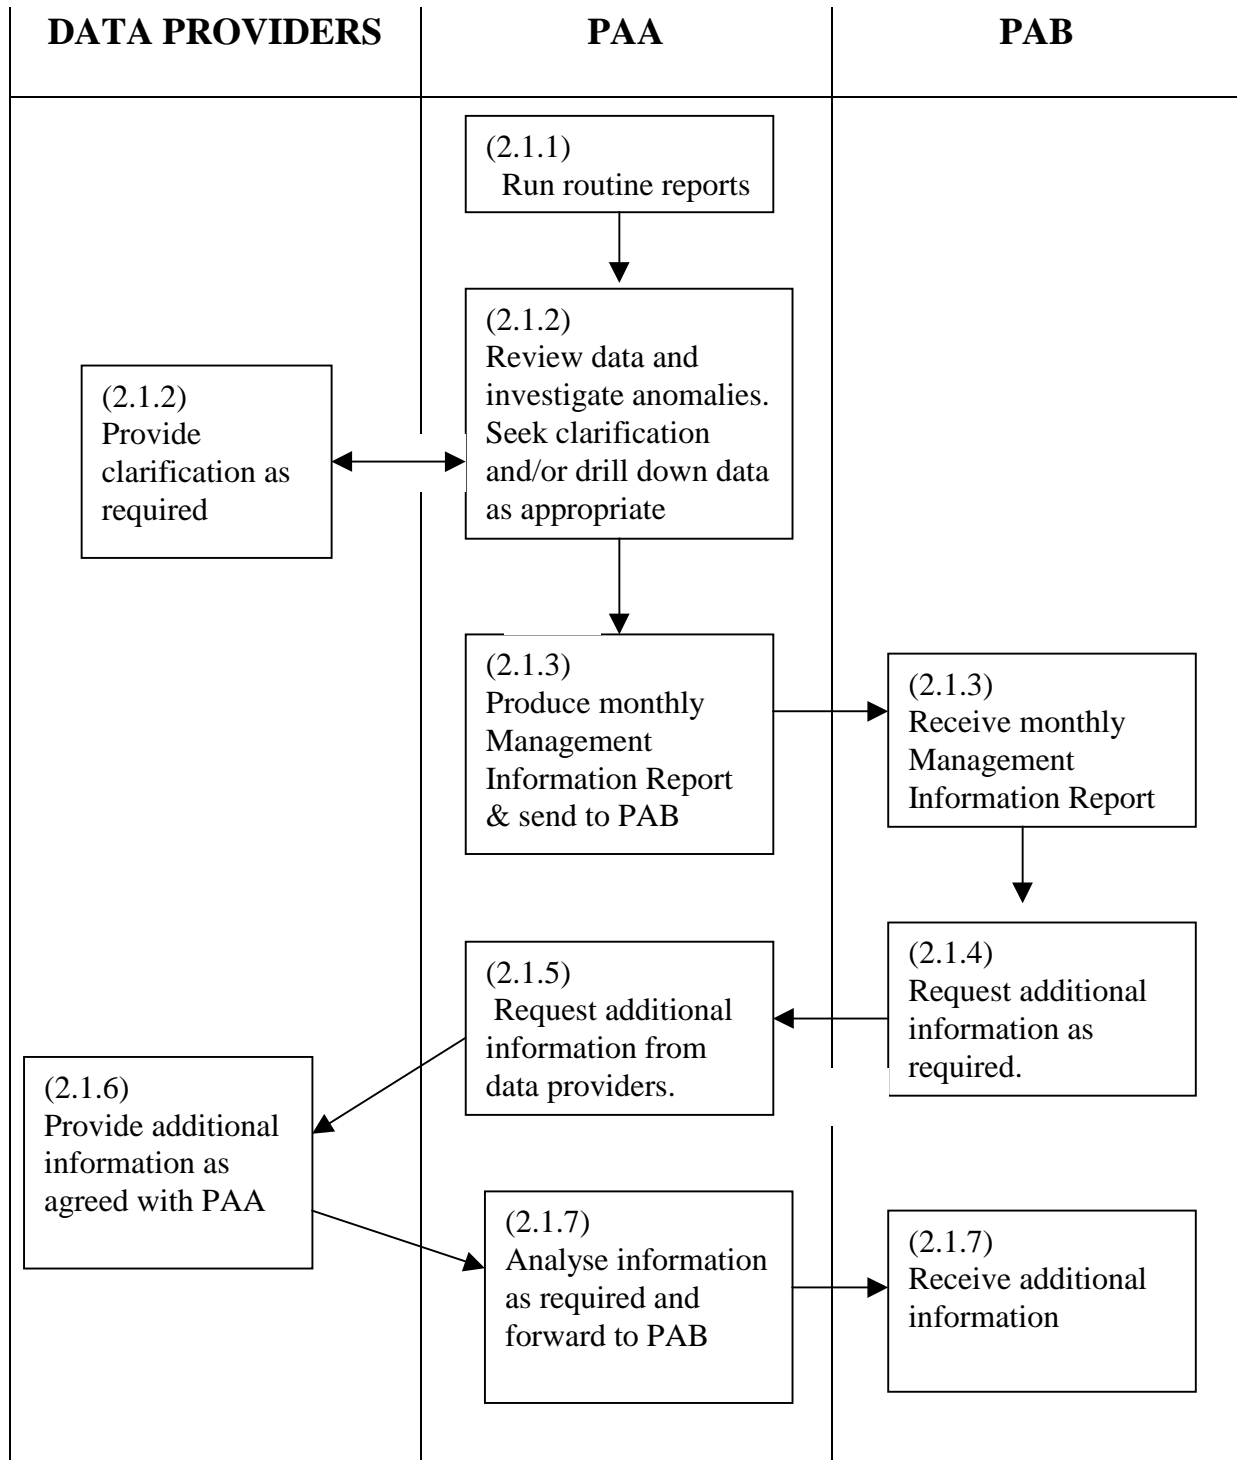 DATA PROVIDERS
PAA
PAB
(2.1.1)
Run routine reports
(2.1.2)
Review data and
investigate anomalies.
Seek clarification
and/or drill down data
as appropriate
(2.1.2)
Provide
clarification as
required
(2.1.3)
Produce monthly
Management
Information Report
& send to PAB
(2.1.3)
Receive monthly
Management
Information Report
(2.1.4)
Request additional
information as
required.
(2.1.5)
Request additional
information from
data providers.
(2.1.6)
Provide additional
information as
agreed with PAA
(2.1.7)
Analyse information
as required and
forward to PAB
(2.1.7)
Receive additional
information